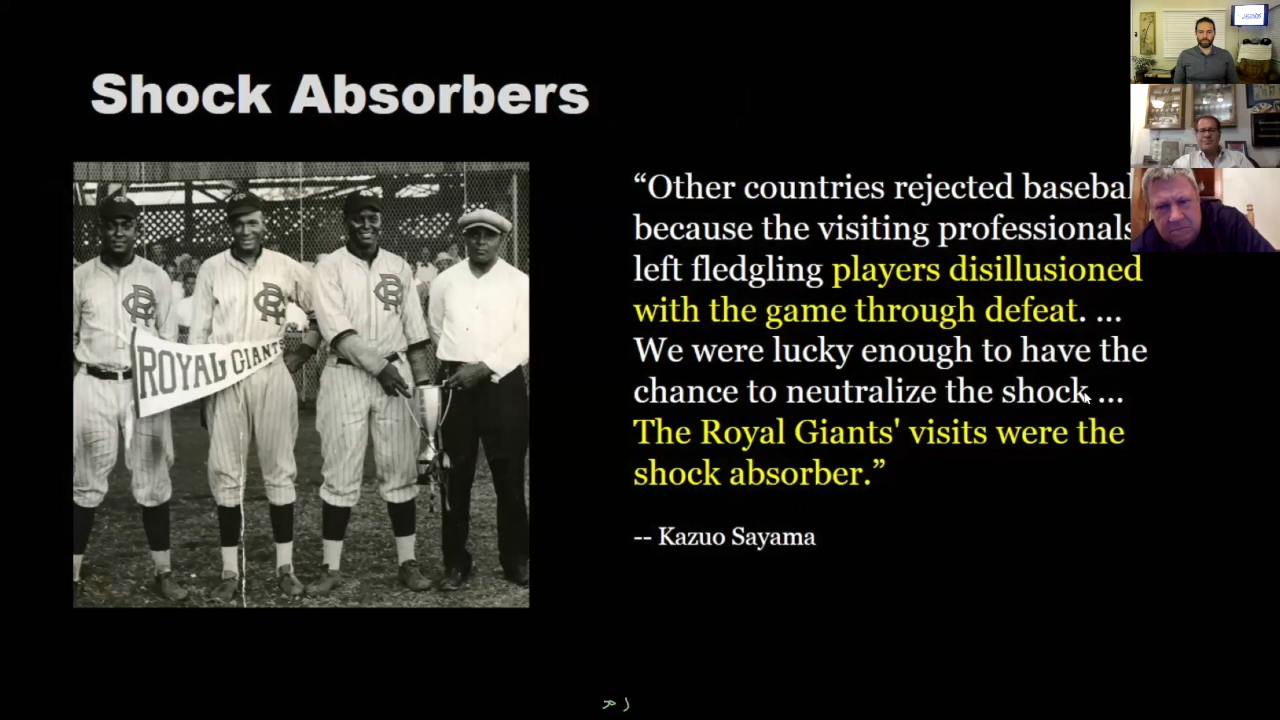 Shock Absorbers
“Other countries rejected basebal
because the visiting professionals
left fledgling players disillusioned
with the game through defeat. ...
We were lucky enough to have the
chance to neutralize the shock ...
The Royal Giants' visits were the
shock absorber.”
-- Kazuo Sayama
ROYAL GIANTS